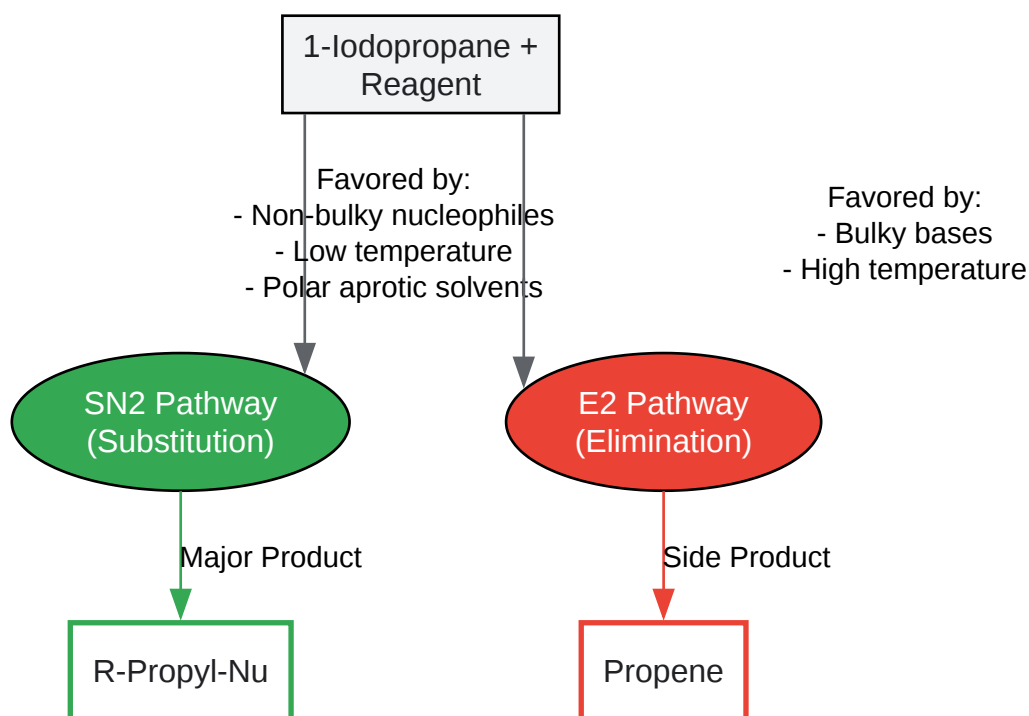 1-Iodopropane +
Reagent
Favored by:
- Non-bulky nucleophiles
- Low temperature
- Polar aprotic solvents
Favored by:
- Bulky bases
- High temperature
SN2 Pathway
(Substitution)
E2 Pathway
(Elimination)
Major Product
Side Product
R-Propyl-Nu
Propene